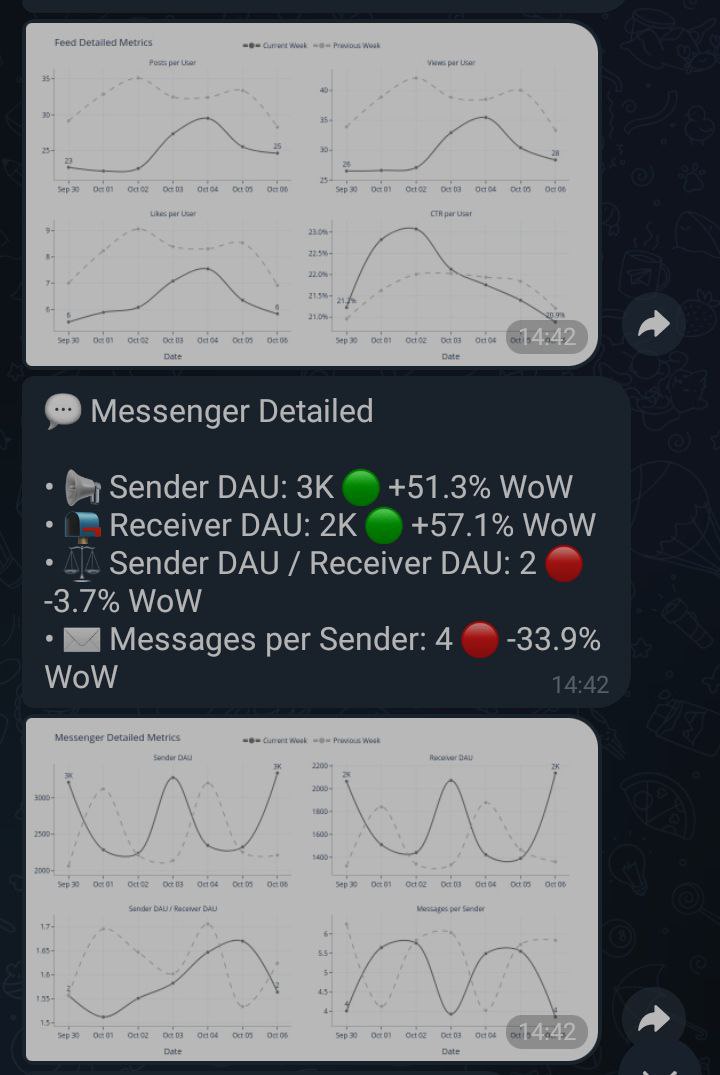 Feed Detailed Metrics
Current Week Previous Week
Posts per User
35
30
25
23
25
Sep 30 Oct 01 Oct 02 Oct 03 Oct 04 Oct 05 Oct 06
Views per User
40
35
30
25
26
28
Sep 30 Oct 01 Oct 02 Oct 03 Oct 04 Oct 05 Oct 06
Likes per User
9
8
7
6
6
6
Sep 30 Oct 01 Oct 02 Oct 03 Oct 04 Oct 05 Oct 06
Date
CTR per User
23.0%
22.5%
22.0%
21.5%
21.0%
21.2%
20.9%
Sep 30 Oct 01 Oct 02 Oct 03 Oct 04
Date
14:42
💬 Messenger Detailed
• 📢 Sender DAU: 3K 🟢 +51.3% WoW
• 📭 Receiver DAU: 2K 🟢 +57.1% WoW
• ⚖️ Sender DAU / Receiver DAU: 2 🔴
-3.7% WoW
• ✉️ Messages per Sender: 4 🔴 -33.9%
WoW
14:42
Messenger Detailed Metrics
Current Week Previous Week
Sender DAU
3000
2500
2000
3K
3K
Sep 30 Oct 01 Oct 02 Oct 03 Oct 04 Oct 05 Oct 06
Receiver DAU
2200
2000
1800
1600
1400
2K
2K
Sep 30 Oct 01 Oct 02 Oct 03 Oct 04 Oct 05 Oct 06
Sender DAU / Receiver DAU
1.7
1.65
1.6
1.55
1.5
2
2
Sep 30 Oct 01 Oct 02 Oct 03 Oct 04 Oct 05 Oct 06
Date
Messages per Sender
6
5.5
5
4.5
4
4
4
Sep 30 Oct 01 Oct 02 Oct 03 Oct 04
Date
14:42